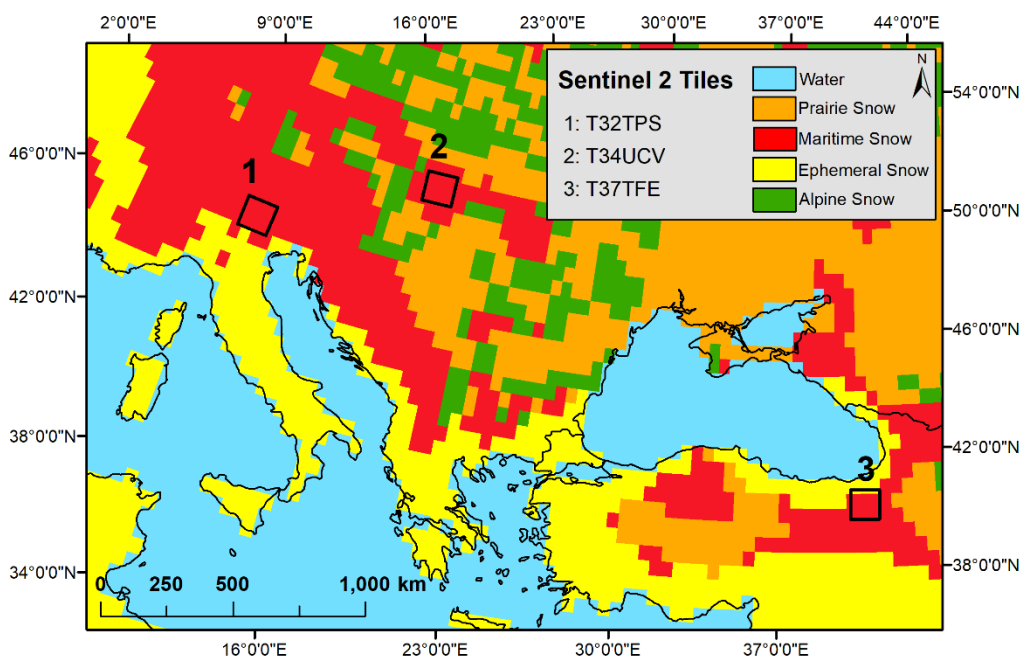 2°0'0"E 9°0'0"E 16°0'0"E 23°0'0"E 30°0'0"E 37°0'0"E 44°0'0"E
N
Sentinel 2 Tiles
1: T32TPS
2: T34UCV
3: T37TFE
Water
Prairie Snow
Maritime Snow
Ephemeral Snow
Alpine Snow
54°0'0"N
2
46°0'0"N
1
50°0'0"N
42°0'0"N
46°0'0"N
38°0'0"N
42°0'0"N
3
34°0'0"N
38°0'0"N
0 250 500 1,000 km
16°0'0"E 23°0'0"E 30°0'0"E 37°0'0"E